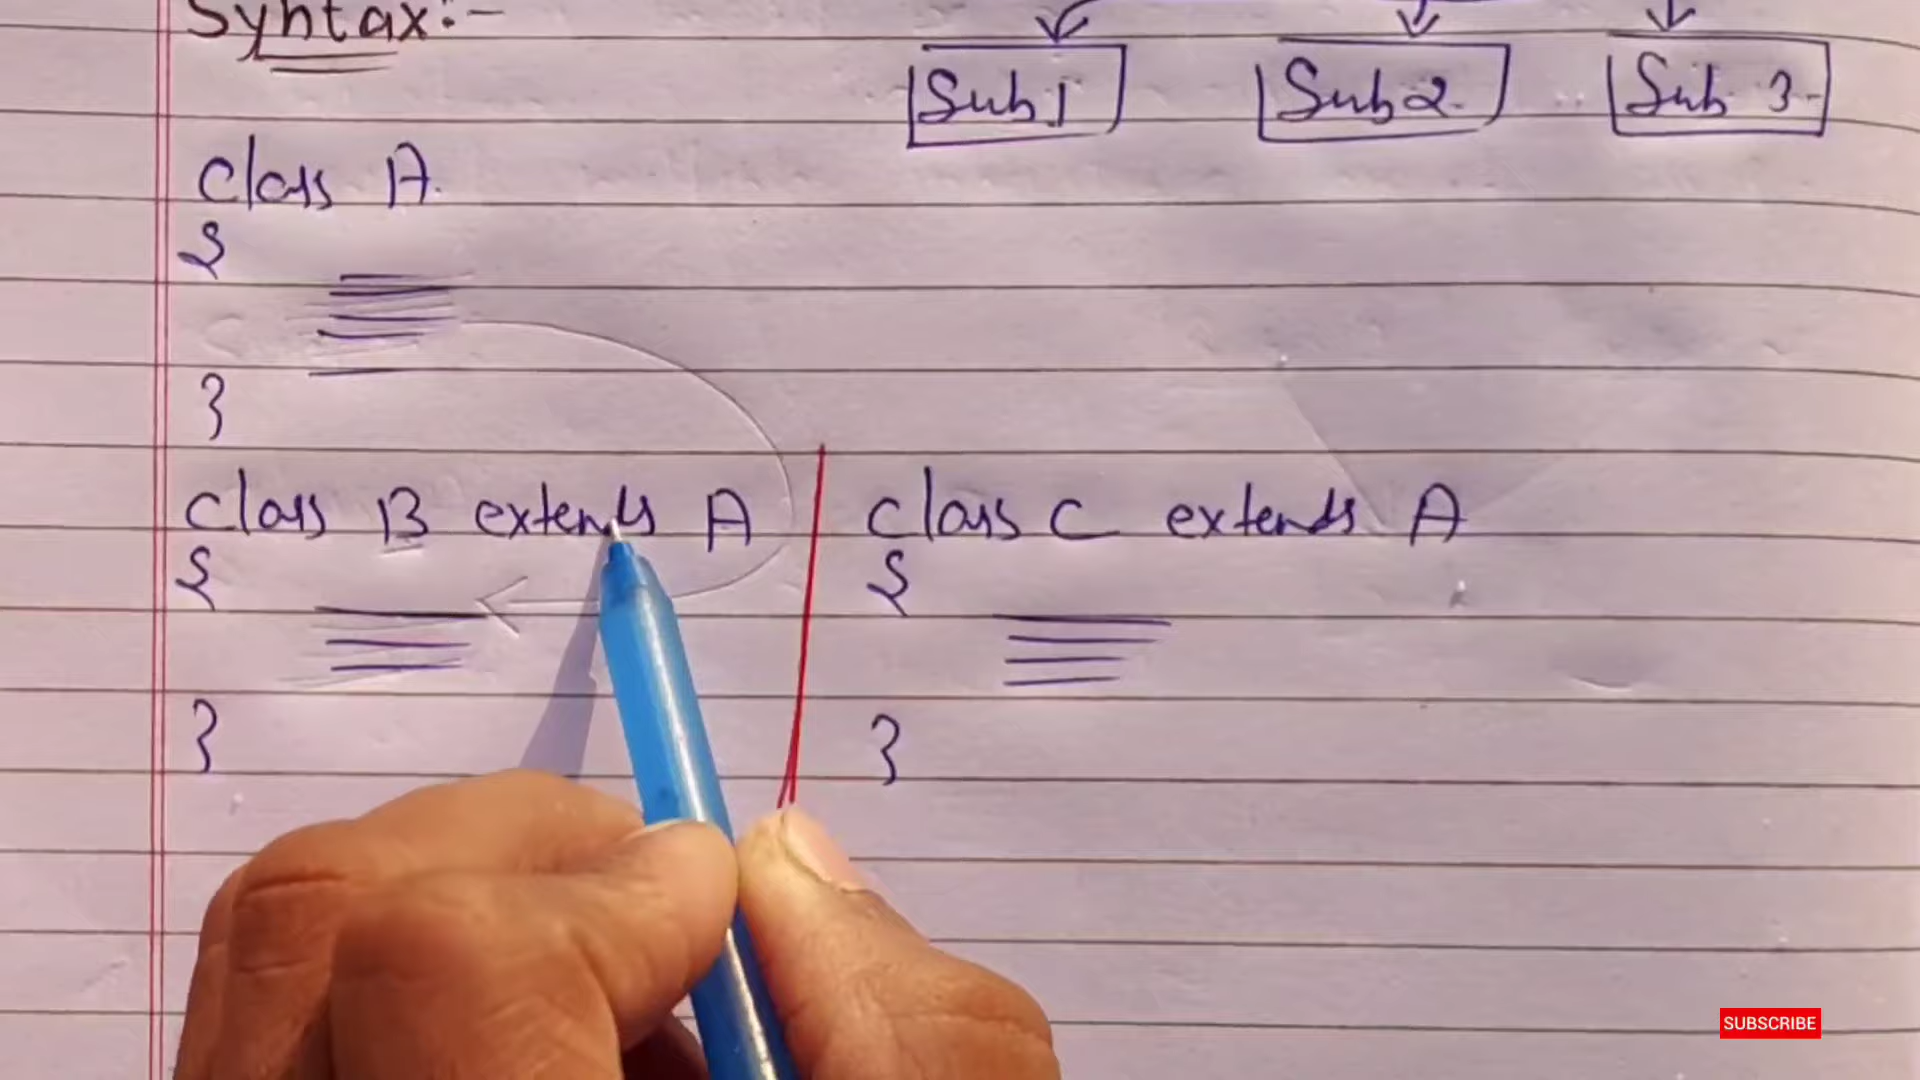 Syntax:-
Sub 1 Sub 2 Sub 3
class A
{
}
class B extends A
{
}
class C extends A
{
}
SUBSCRIBE